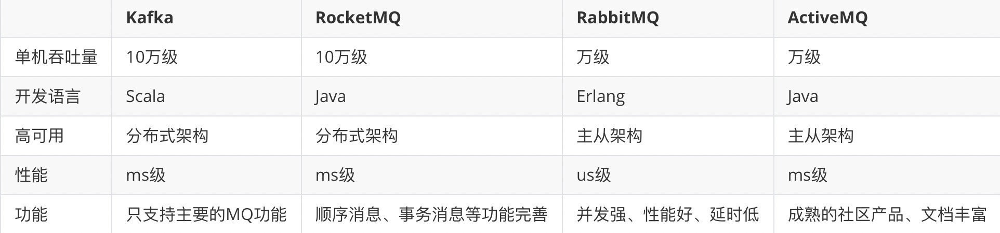 Kafka RocketMQ RabbitMQ ActiveMQ
单机吞吐量 10万级 10万级 万级 万级
开发语言 Scala Java Erlang Java
高可用 分布式架构 分布式架构 主从架构 主从架构
性能 ms级 ms级 us级 ms级
功能 只支持主要的MQ功能 顺序消息、事务消息等功能完善 并发强、性能好、延时低 成熟的社区产品、文档丰富